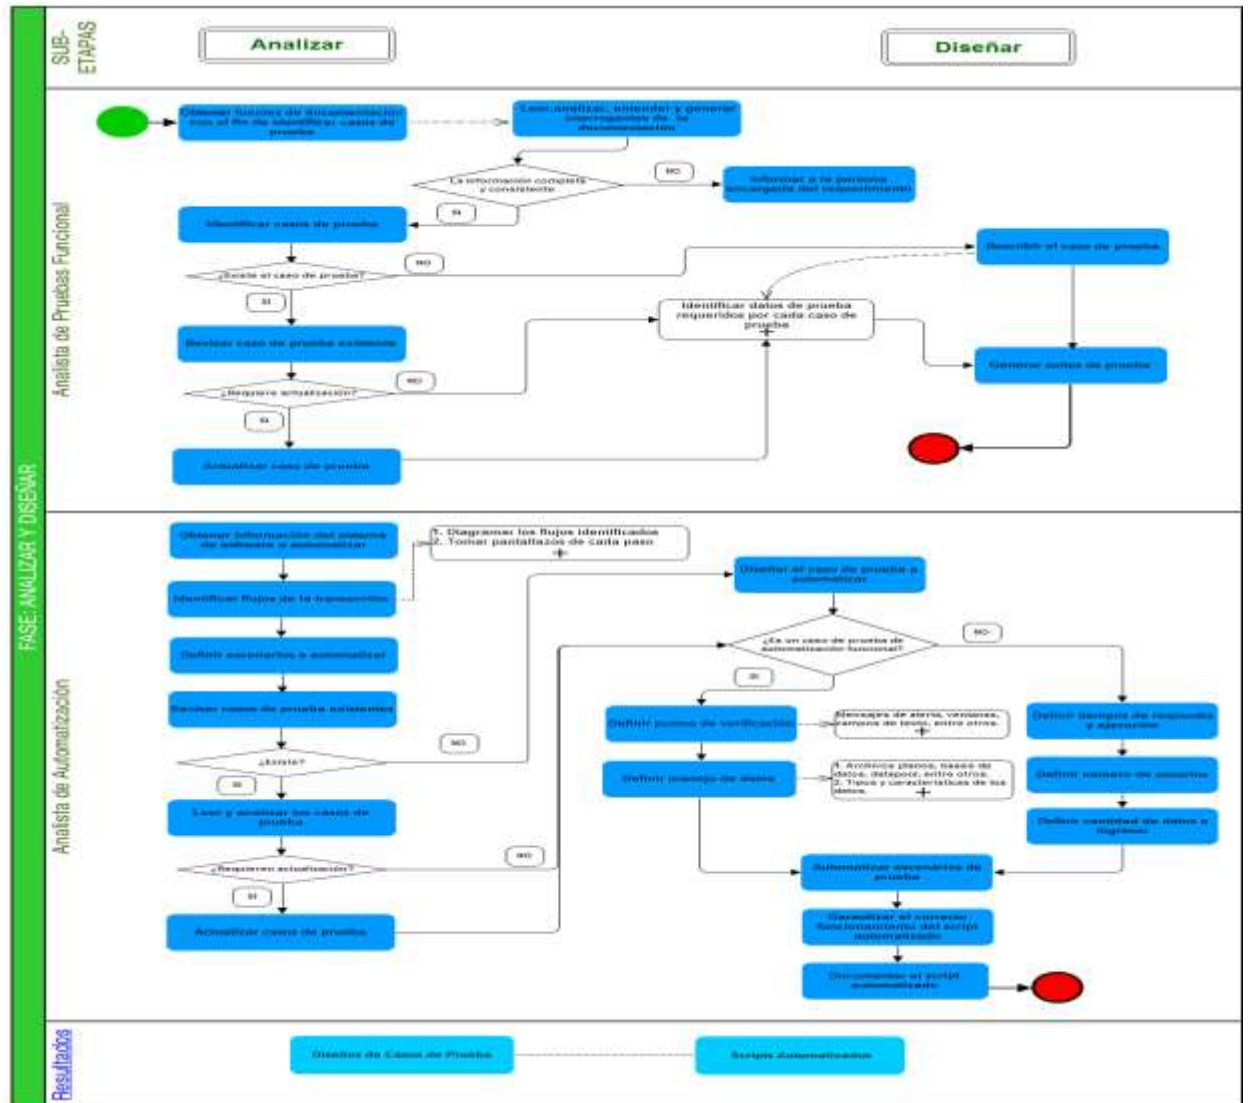 FASE: ANALIZAR Y DISEÑAR
SUB-
ETAPAS
Analizar
Diseñar
Analista de Pruebas Funcional
Obtener fuentes de documentación
con el fin de identificar casos de
prueba
Leer, analizar, entender y generar
interrogantes de la
documentación
La información completa
y consistente
NO
Informar a la persona
encargada del requerimiento
SI
Identificar casos de prueba
¿Existe el caso de prueba?
NO
Describir el caso de prueba
SI
Identificar datos de prueba
requeridos por cada caso de
prueba
Revisar caso de prueba existente
Generar suites de prueba
¿Requiere actualización?
NO
SI
Actualizar caso de prueba
Analista de Automatización
Obtener información del sistema
de software a automatizar
1. Diagramar los flujos identificados
2. Tomar pantallazos de cada paso
Diseñar el caso de prueba a
automatizar
Identificar flujos de la transacción
Definir escenarios a automatizar
¿Es un caso de prueba de
automatización funcional?
NO
SI
Revisar casos de prueba existentes
Definir puntos de verificación
Mensajes de alerta, ventanas,
campos de texto, entre otros.
Definir tiempos de respuesta
y ejecución
¿Existe?
NO
SI
Definir manejo de datos
1. Archivos planos, bases de
datos, datapool, entre otros.
2. Tipos y características de los
datos.
Definir número de usuarios
Leer y analizar los casos de
prueba
Definir cantidad de datos a
ingresar
¿Requieren actualización?
NO
SI
Automatizar escenarios de
prueba
Actualizar casos de prueba
Garantizar el correcto
funcionamiento del script
automatizado
Documentar el script
automatizado
Resultados
Diseños de Casos de Prueba
Scripts Automatizados